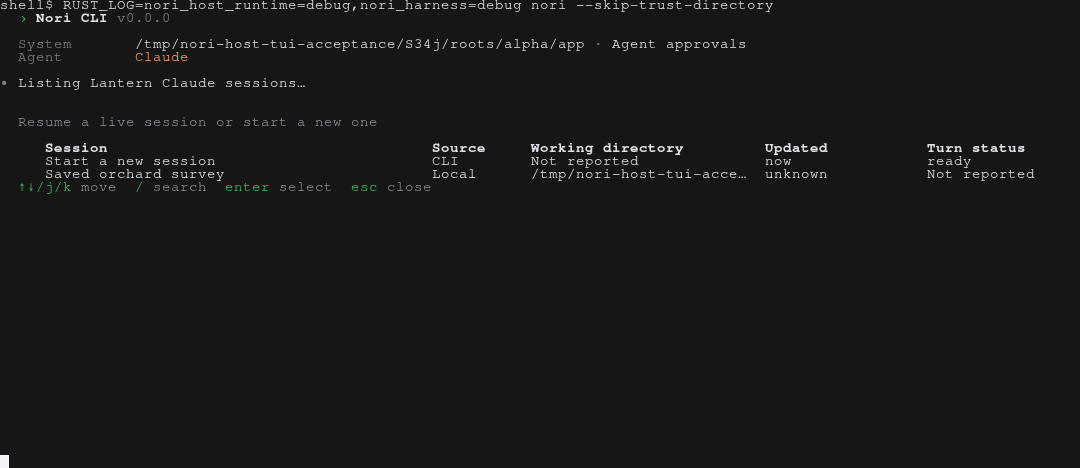 shell$ RUST_LOG=nori_host_runtime=debug,nori_harness=debug nori --skip-trust-directory
› Nori CLI v0.0.0
System /tmp/nori-host-tui-acceptance/S34j/roots/alpha/app · Agent approvals
Agent Claude
• Listing Lantern Claude sessions…
Resume a live session or start a new one
Session Source Working directory Updated Turn status
Start a new session CLI Not reported now ready
Saved orchard survey Local /tmp/nori-host-tui-acce… unknown Not reported
↑↓/j/k move / search enter select esc close